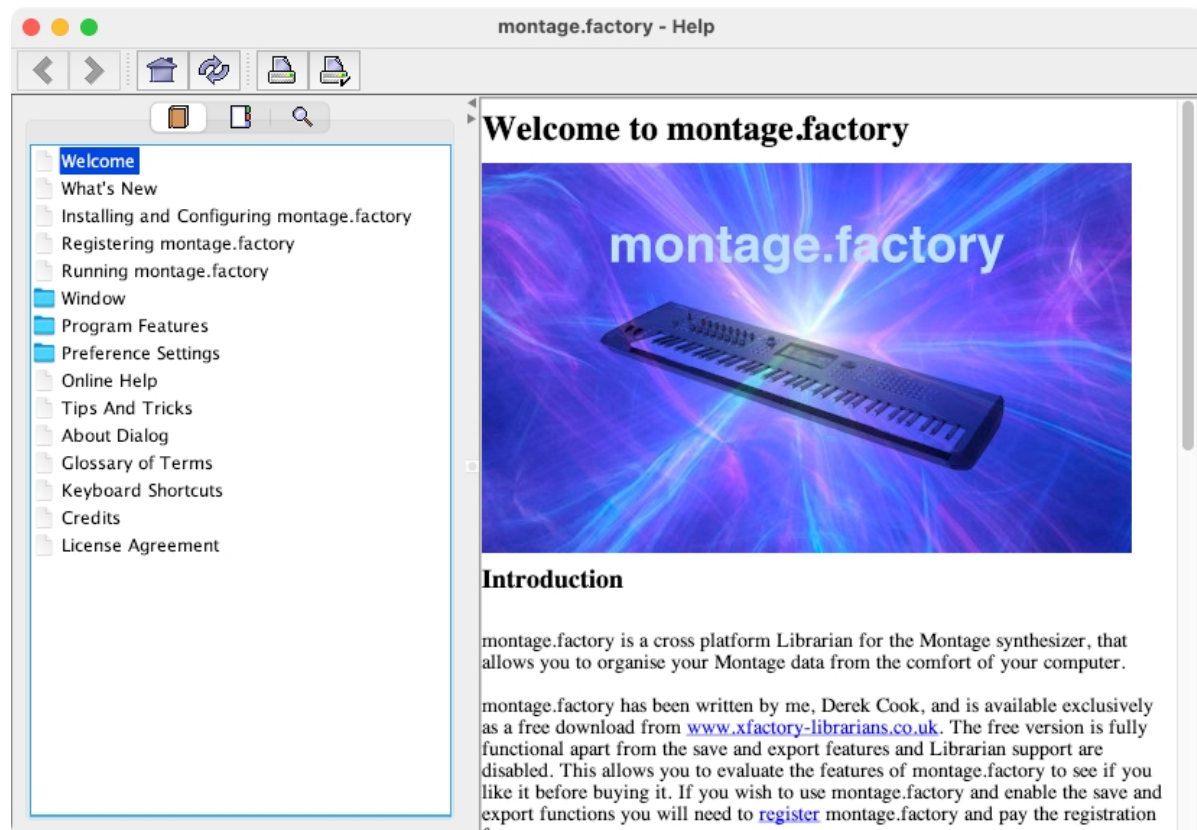 montage.factory - Help
Welcome
What's New
Installing and Configuring montage.factory
Registering montage.factory
Running montage.factory
Window
Program Features
Preference Settings
Online Help
Tips And Tricks
About Dialog
Glossary of Terms
Keyboard Shortcuts
Credits
License Agreement
Welcome to montage.factory
montage.factory
Introduction
montage.factory is a cross platform Librarian for the Montage synthesizer, that
allows you to organise your Montage data from the comfort of your computer.
montage.factory has been written by me, Derek Cook, and is available exclusively
as a free download from www.xfactory-librarians.co.uk. The free version is fully
functional apart from the save and export features and Librarian support are
disabled. This allows you to evaluate the features of montage.factory to see if you
like it before buying it. If you wish to use montage.factory and enable the save and
export functions you will need to register montage.factory and pay the registration